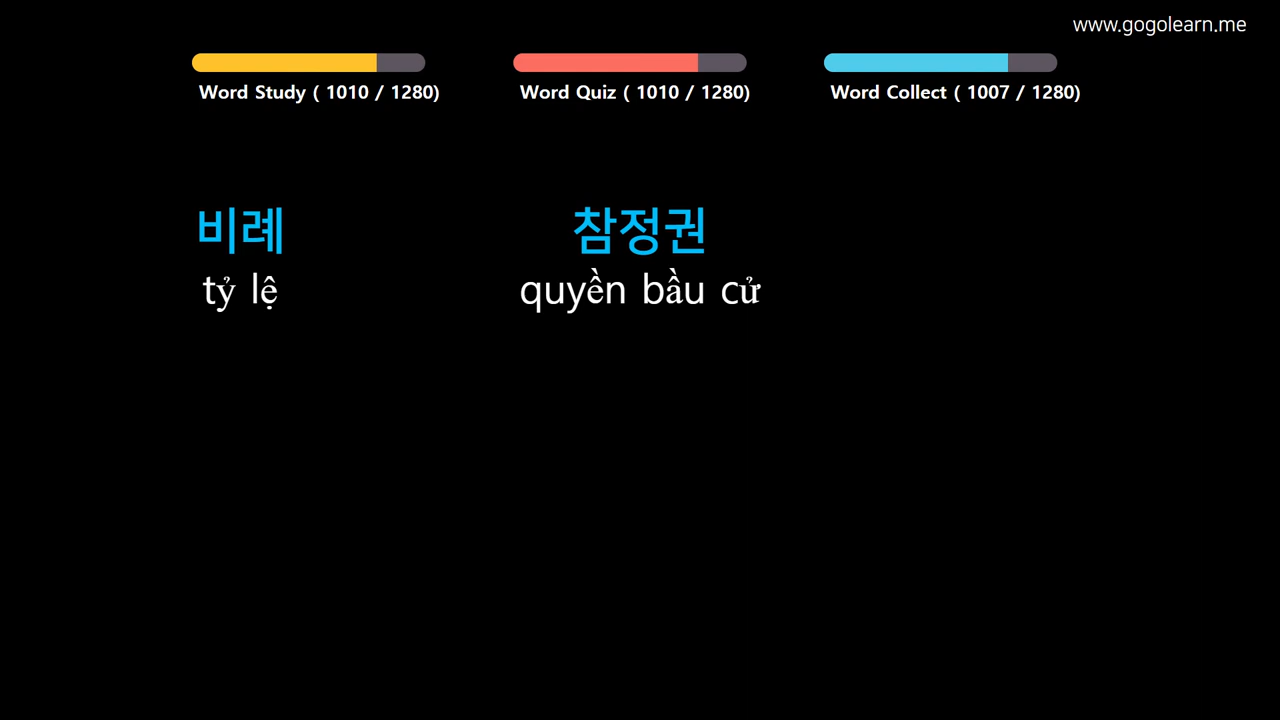 www.gogolearn.me
Word Study ( 1010 / 1280)
Word Quiz ( 1010 / 1280)
Word Collect ( 1007 / 1280)
비례
참정권
tỷ lệ
quyền bầu cử